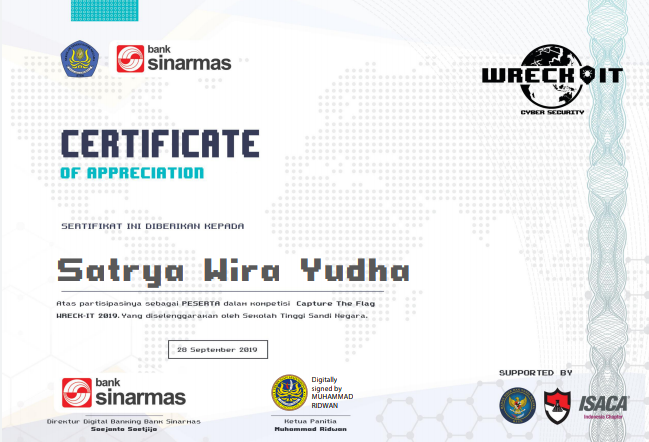 bank
sinarmas
WRECK IT
CYBER SECURITY
CERTIFICATE
OF APPRECIATION
SERTIFIKAT INI DIBERIKAN KEPADA
Satrya Wira Yudha
Atas partisipasinya sebagai PESERTA dalam kompetisi Capture The Flag
WRECK-IT 2019. Yang diselenggarakan oleh Sekolah Tinggi Sandi Negara.
28 September 2019
SUPPORTED BY
bank
sinarmas
Digitally
signed by
MUHAMMAD
RIDWAN
ISACA
Indonesia Chapter
Direktur Digital Banking Bank Sinarmas
Soejanto Soetjijo
Ketua Panitia
Muhammad Ridwan